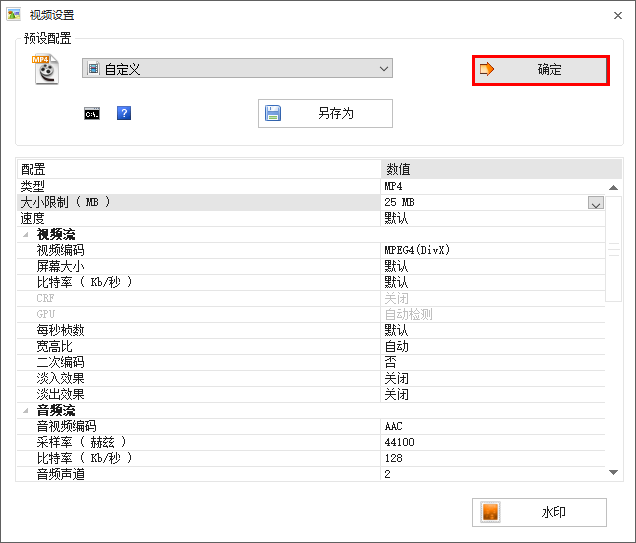 视频设置
预设配置
MP4
自定义
确定
C:\.
?
另存为
配置 数值
类型 MP4
大小限制 ( MB ) 25 MB
速度 默认
视频流
视频编码 MPEG4(DivX)
屏幕大小 默认
比特率 ( Kb/秒 ) 默认
CRF 关闭
GPU 自动检测
每秒桢数 默认
宽高比 自动
二次编码 否
淡入效果 关闭
淡出效果 关闭
音频流
音视频编码 AAC
采样率 ( 赫兹 ) 44100
比特率 ( Kb/秒 ) 128
音频声道 2
水印